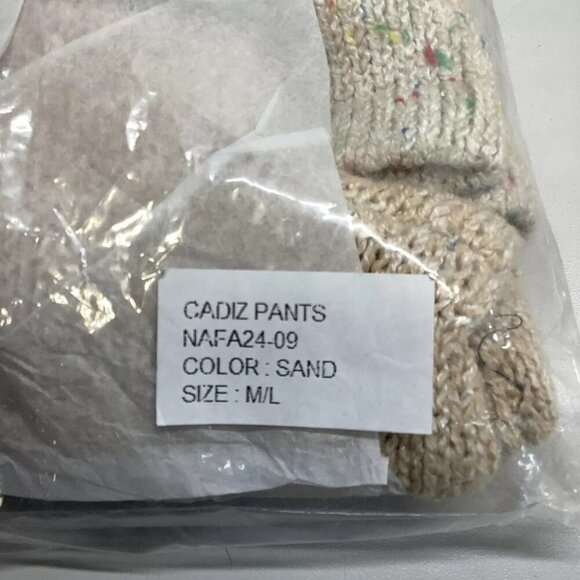 CADIZ PANTS
NAFA24-09
COLOR : SAND
SIZE : M/L